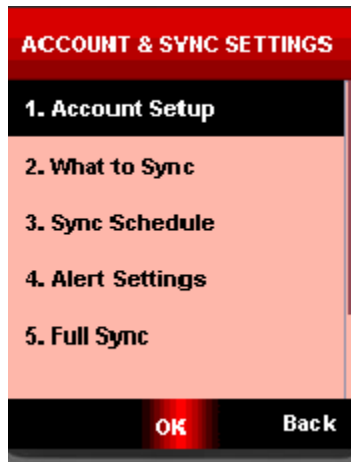 ACCOUNT & SYNC SETTINGS
1. Account Setup
2. What to Sync
3. Sync Schedule
4. Alert Settings
5. Full Sync
OK Back